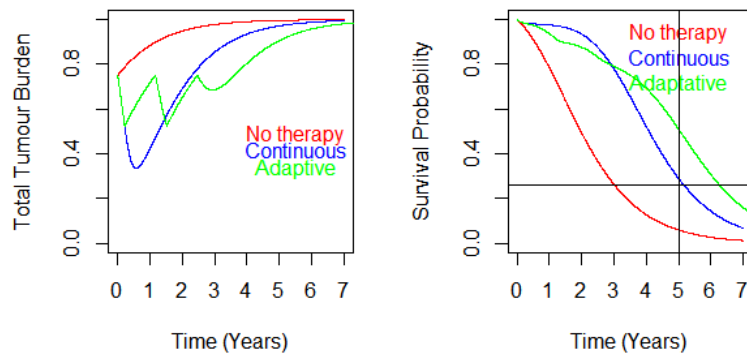 Total Tumour Burden
0.0 0.4 0.8
No therapy
Continuous
Adaptive
0 1 2 3 4 5 6 7
Time (Years)
Survival Probability
0.0 0.4 0.8
No therapy
Continuous
Adaptative
0 1 2 3 4 5 6 7
Time (Years)